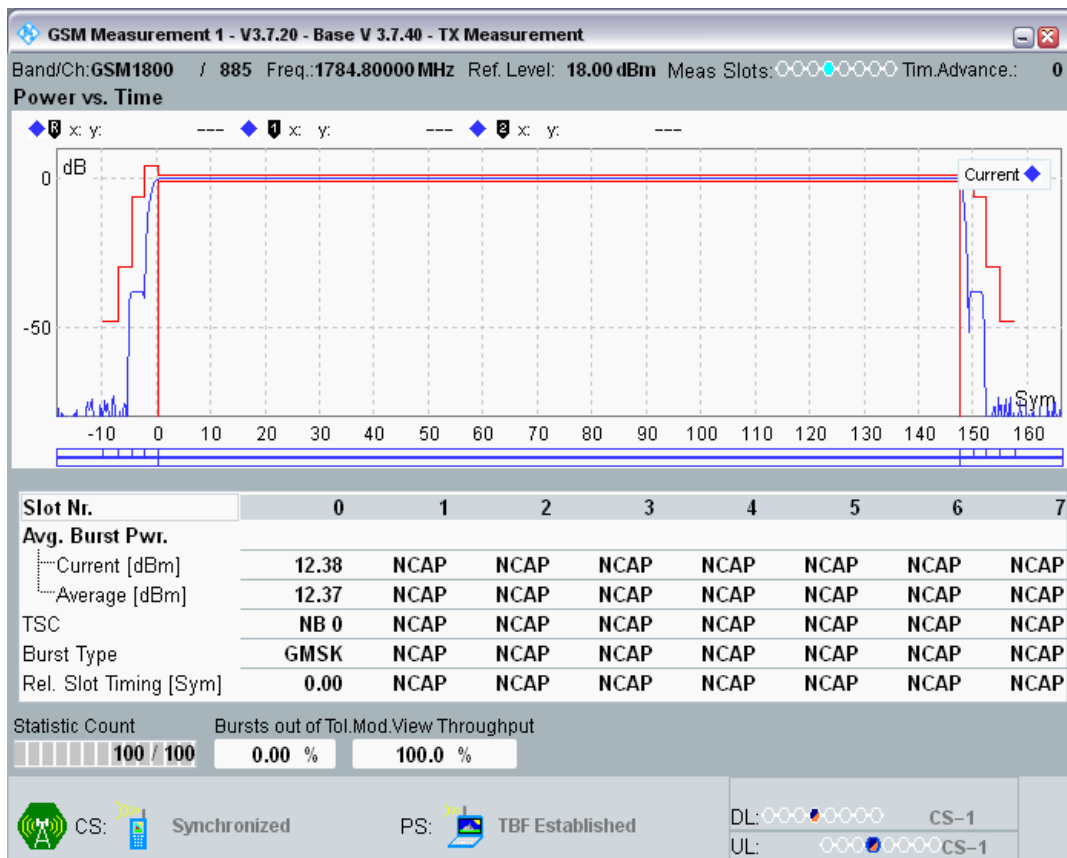 GSM Measurement 1 - V3.7.20 - Base V 3.7.40 - TX Measurement
Band/Ch:GSM1800 / 885 Freq.:1784.80000 MHz Ref. Level: 18.00 dBm Meas Slots: Tim.Advance.: 0
Power vs. Time
R x: y: --- 1 x: y: --- 2 x: y: ---
dB
Current
0
-50
Sym
-10 0 10 20 30 40 50 60 70 80 90 100 110 120 130 140 150 160
Slot Nr. 0 1 2 3 4 5 6 7
Avg. Burst Pwr.
Current [dBm] 12.38 NCAP NCAP NCAP NCAP NCAP NCAP NCAP
Average [dBm] 12.37 NCAP NCAP NCAP NCAP NCAP NCAP NCAP
TSC NB 0 NCAP NCAP NCAP NCAP NCAP NCAP NCAP
Burst Type GMSK NCAP NCAP NCAP NCAP NCAP NCAP NCAP
Rel. Slot Timing [Sym] 0.00 NCAP NCAP NCAP NCAP NCAP NCAP NCAP
Statistic Count Bursts out of Tol. Mod.View Throughput
100 / 100 0.00 % 100.0 %
CS: Synchronized PS: TBF Established
DL: CS-1
UL: CS-1